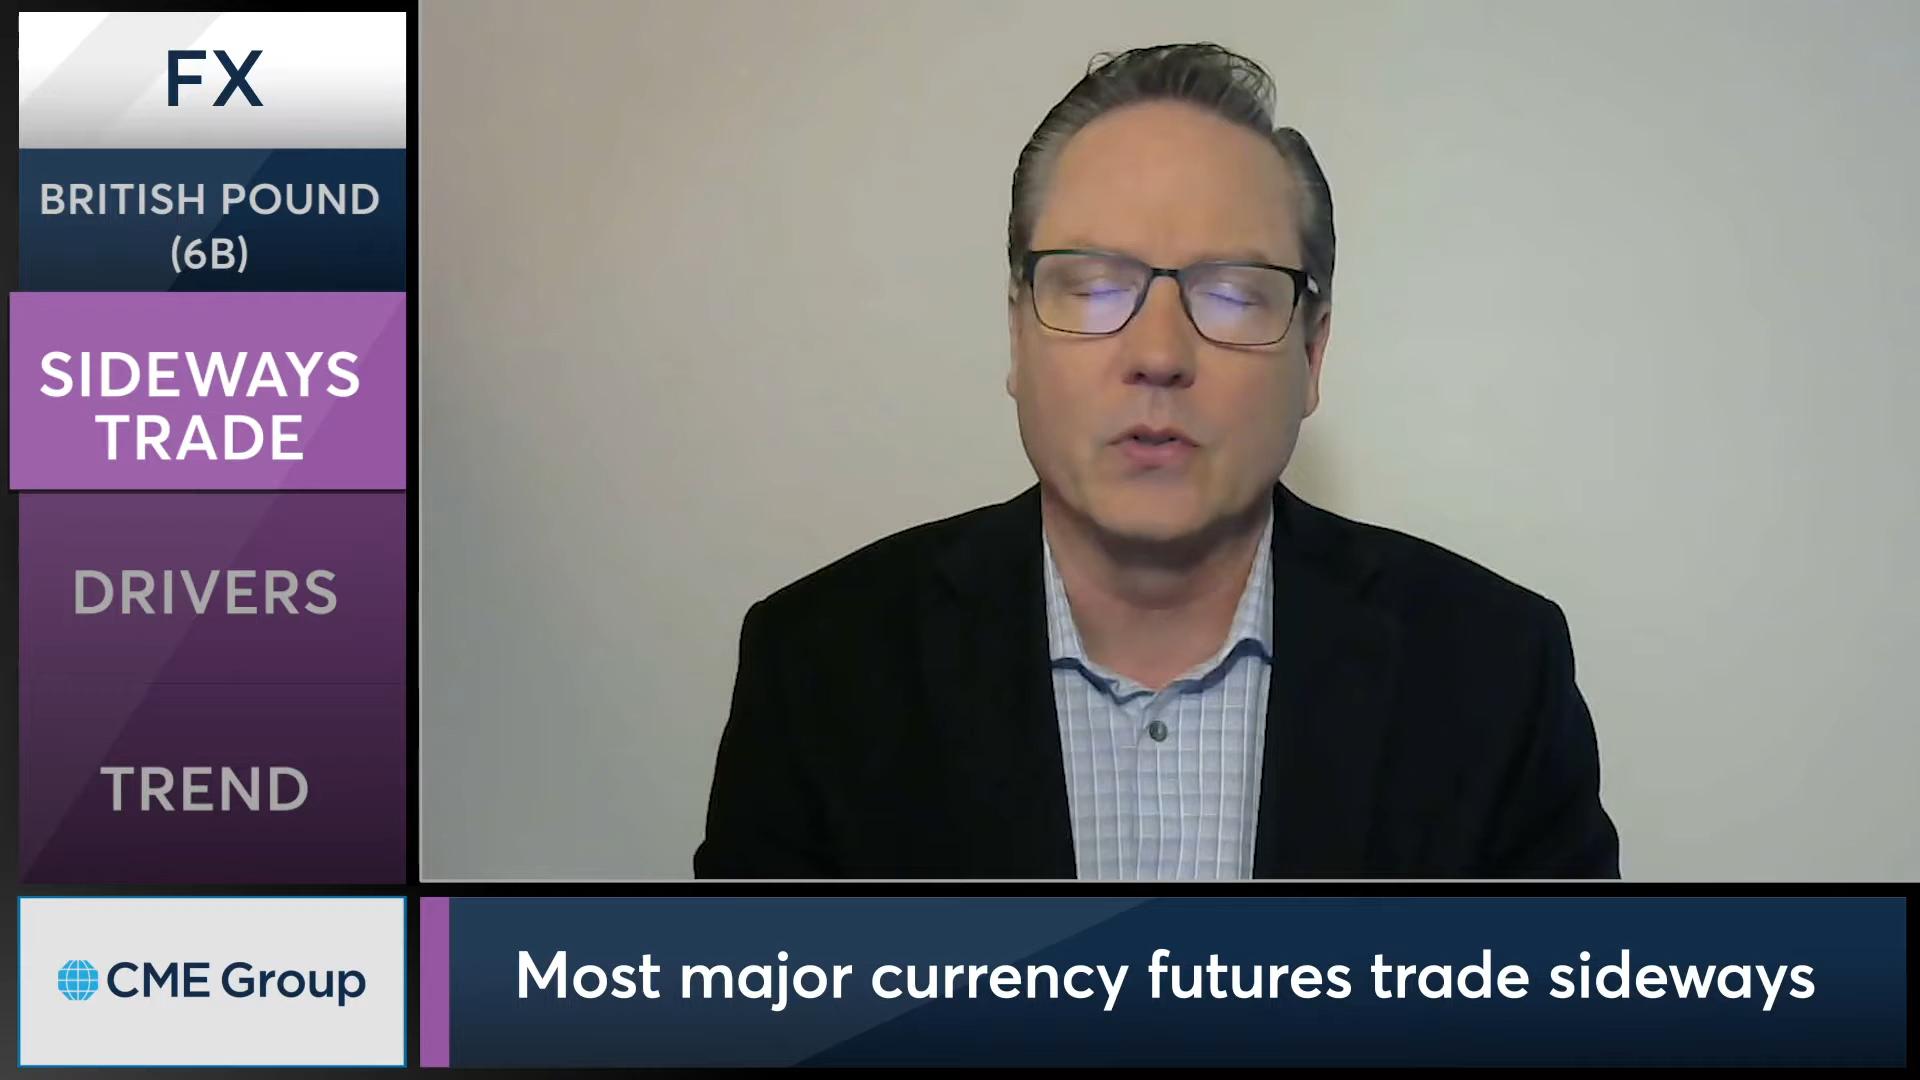 FX
BRITISH POUND
(6B)
SIDEWAYS
TRADE
DRIVERS
TREND
CME Group
Most major currency futures trade sideways